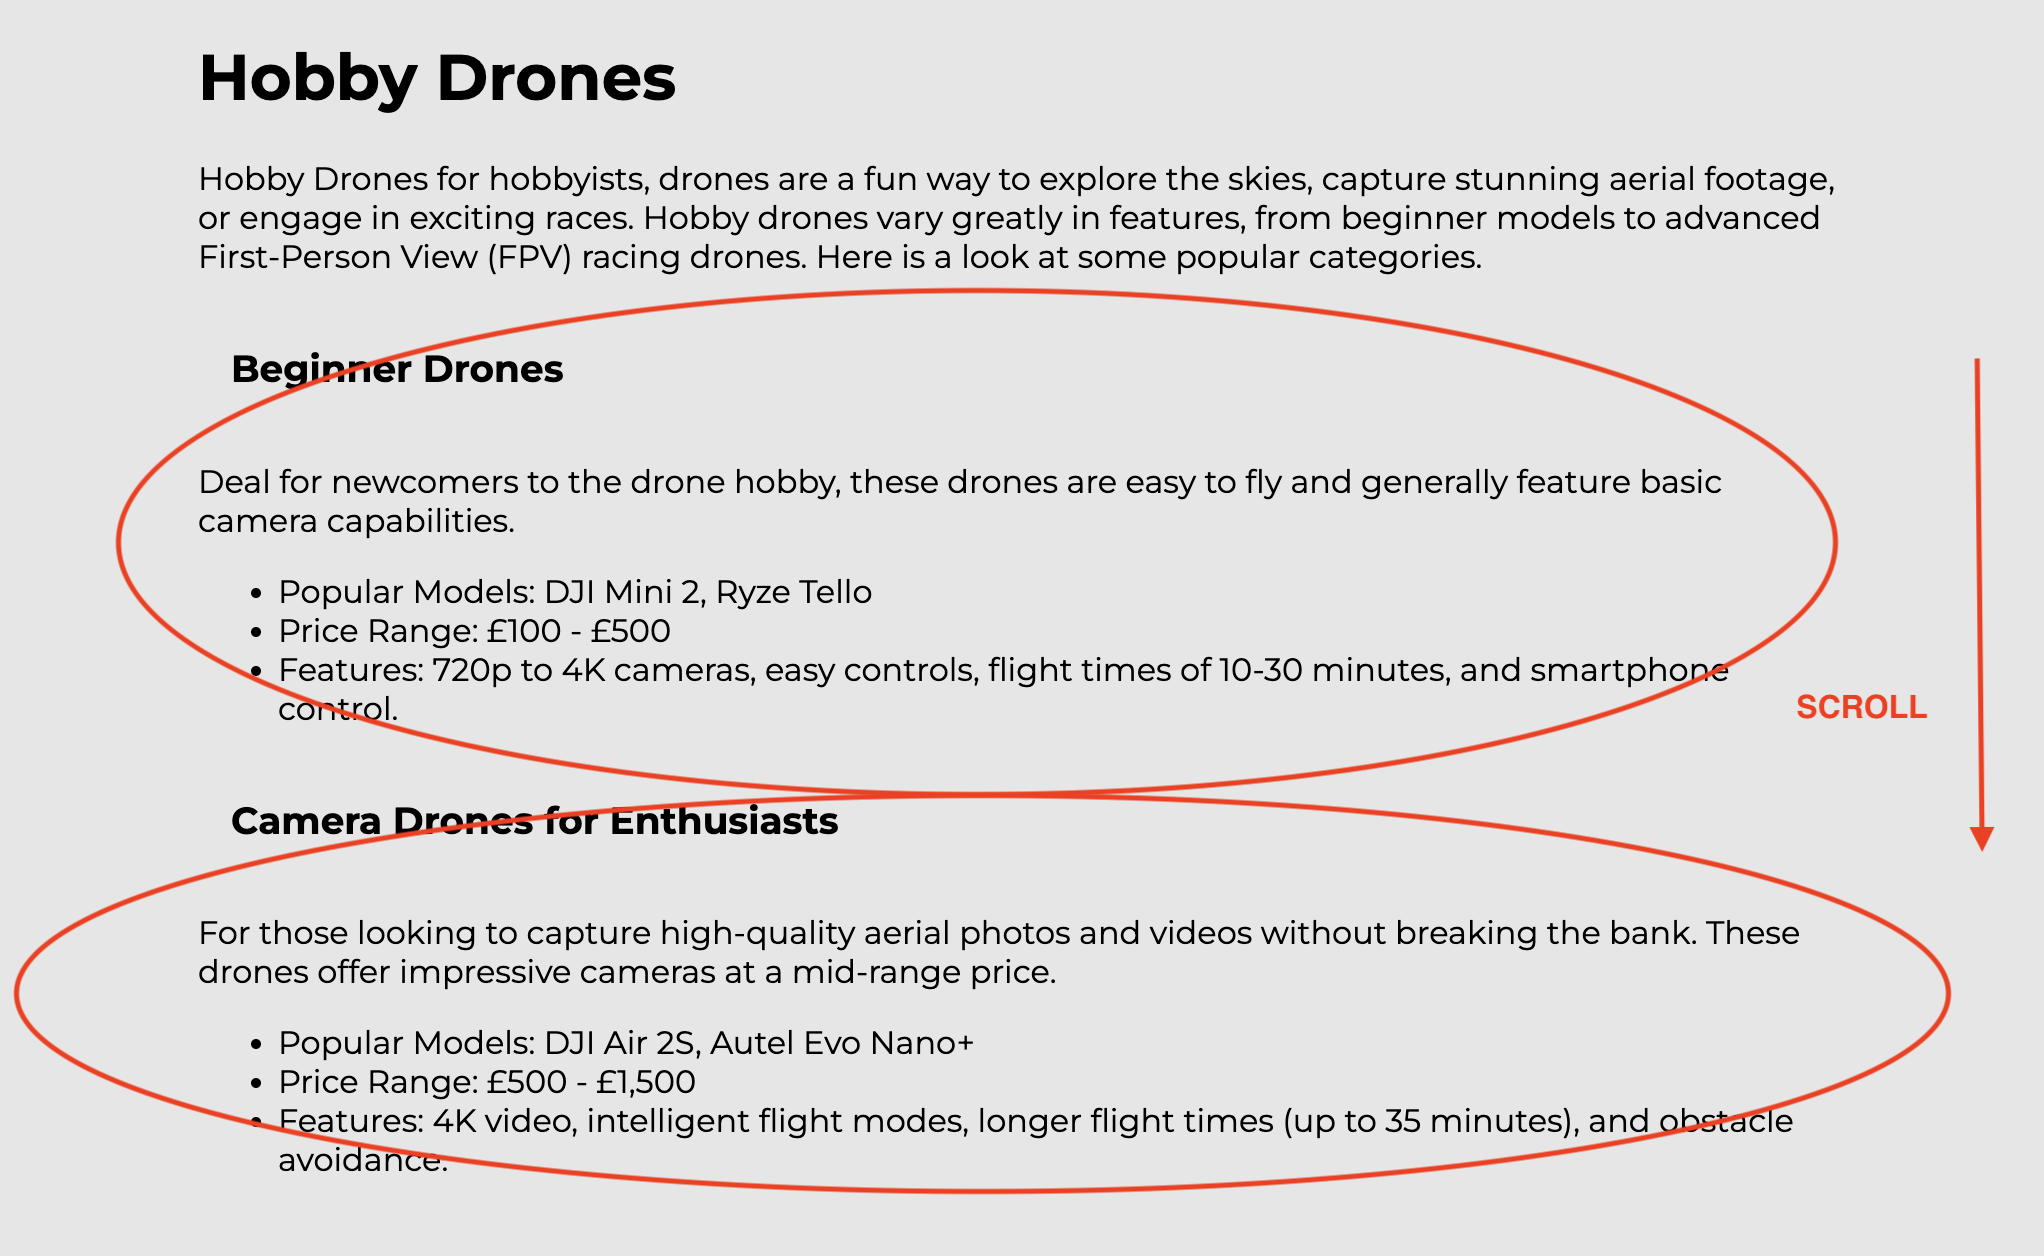 Hobby Drones
Hobby Drones for hobbyists, drones are a fun way to explore the skies, capture stunning aerial footage,
or engage in exciting races. Hobby drones vary greatly in features, from beginner models to advanced
First-Person View (FPV) racing drones. Here is a look at some popular categories.
Beginner Drones
Deal for newcomers to the drone hobby, these drones are easy to fly and generally feature basic
camera capabilities.
• Popular Models: DJI Mini 2, Ryze Tello
• Price Range: £100 - £500
• Features: 720p to 4K cameras, easy controls, flight times of 10-30 minutes, and smartphone
control.
SCROLL
Camera Drones for Enthusiasts
For those looking to capture high-quality aerial photos and videos without breaking the bank. These
drones offer impressive cameras at a mid-range price.
• Popular Models: DJI Air 2S, Autel Evo Nano+
• Price Range: £500 - £1,500
• Features: 4K video, intelligent flight modes, longer flight times (up to 35 minutes), and obstacle
avoidance.